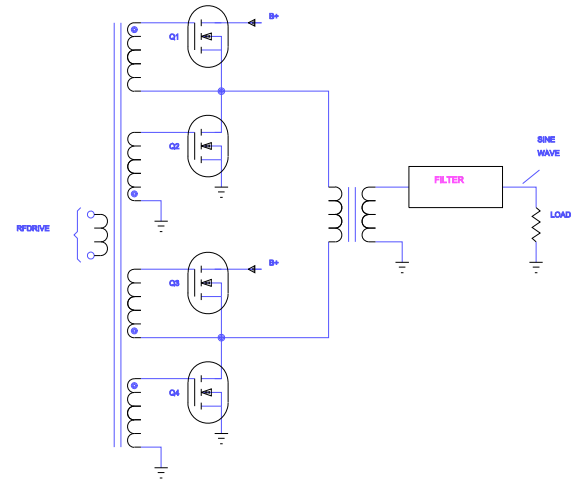 B+
Q1
Q2
SINE
WAVE
FILTER
LOAD
RFDRIVE
B+
Q3
Q4